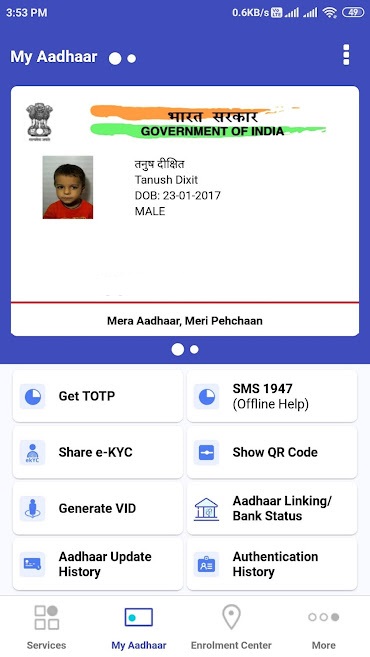 3:53 PM
0.6KB/s
49
My Aadhaar
भारत सरकार
GOVERNMENT OF INDIA
तनुष दीक्षित
Tanush Dixit
DOB: 23-01-2017
MALE
Mera Aadhaar, Meri Pehchaan
Get TOTP
SMS 1947
(Offline Help)
Share e-KYC
Show QR Code
Generate VID
Aadhaar Linking/
Bank Status
Aadhaar Update
History
Authentication
History
Services
My Aadhaar
Enrolment Center
More